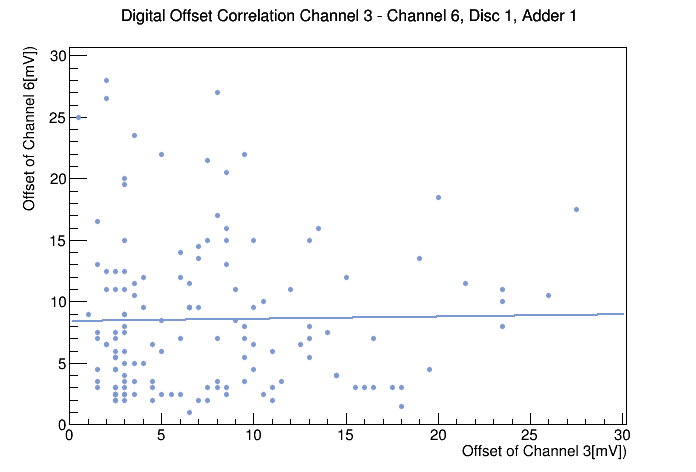 Digital Offset Correlation Channel 3 - Channel 6, Disc 1, Adder 1
Offset of Channel 6[mV])
30
25
20
15
10
5
0
0 5 10 15 20 25 30
Offset of Channel 3[mV])